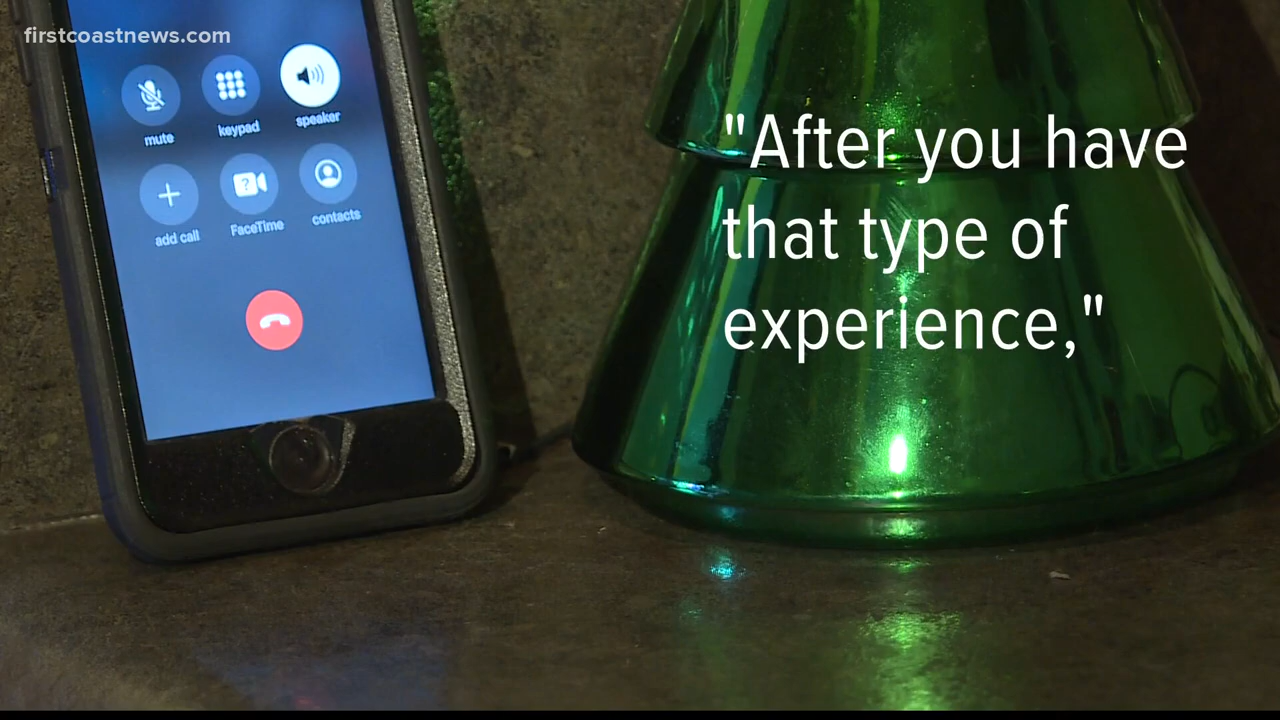 firstcoastnews.com
mute
keypad
speaker
add call
FaceTime
contacts
"After you have
that type of
experience,"